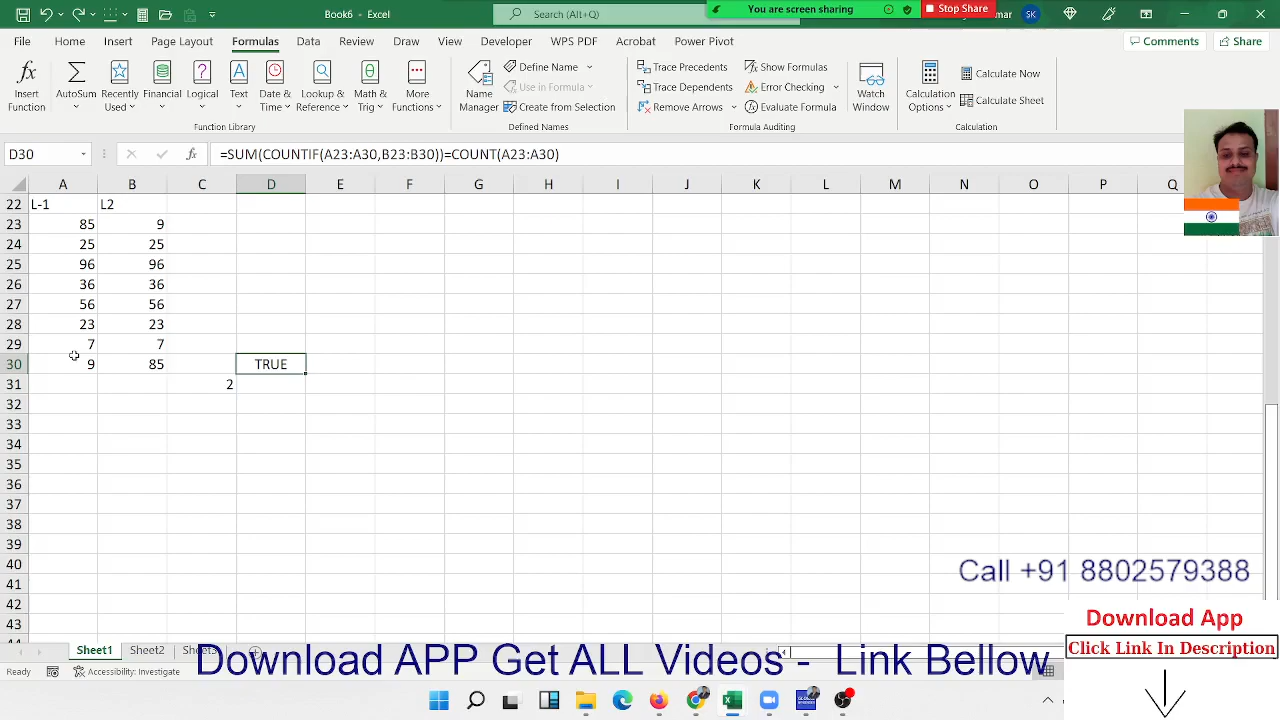 book6 - Excel
Search (Alt+Q)
You are screen sharing
Stop Share
mar SK
File Home Insert Page Layout Formulas Data Review View Developer WPS PDF Acrobat Power Pivot
Comments Share
Insert Function
AutoSum
Recently Used
Financial
Logical
Text
Date & Time
Lookup & Reference
Math & Trig
More Functions
Function Library
Name Manager
Define Name
Use in Formula
Create from Selection
Defined Names
Trace Precedents
Trace Dependents
Remove Arrows
Show Formulas
Error Checking
Evaluate Formula
Formula Auditing
Watch Window
Calculation Options
Calculate Now
Calculate Sheet
Calculation
D30 fx =SUM(COUNTIF(A23:A30,B23:B30))=COUNT(A23:A30)
A B C D E F G H I J K L M N O P Q
22 L-1 L2
23 85 9
24 25 25
25 96 96
26 36 36
27 56 56
28 23 23
29 7 7
30 9 85 TRUE
31 2
32
33
34
35
36
37
38
39
40
41
42
43
Call +91 8802579388
Download App
Click Link In Description
Sheet1 Sheet2
Download APP Get ALL Videos - Link Bellow
Ready Accessibility: Investigate